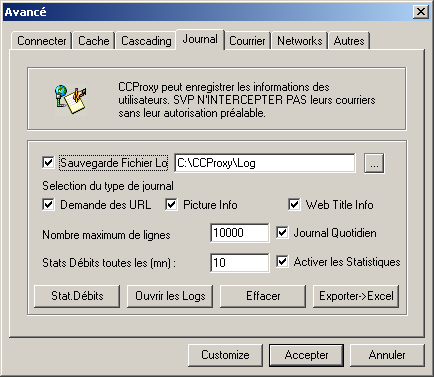 Avancé
Connecter Cache Cascading Journal Courrier Networks Autres
CCProxy peut enregistrer les informations des
utilisateurs. SVP N'INTERCEPTER PAS leurs courriers
sans leur autorisation préalable.
Sauvegarde Fichier Lo C:\CCProxy\Log ...
Selection du type de journal
Demande des URL Picture Info Web Title Info
Nombre maximum de lignes 10000 Journal Quotidien
Stats Débits toutes les (mn) : 10 Activer les Statistiques
Stat.Débits Ouvrir les Logs Effacer Exporter->Excel
Customize Accepter Annuler